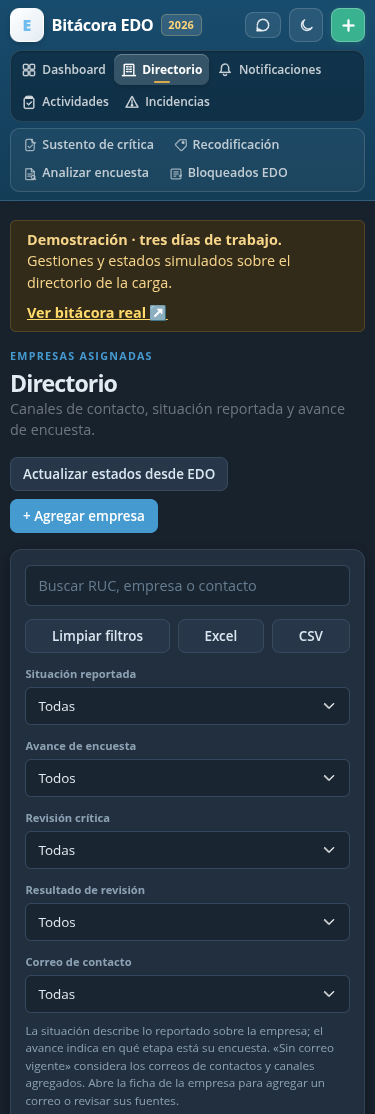 E Bitácora EDO 2026
Dashboard Directorio Notificaciones
Actividades Incidencias
Sustento de crítica Recodificación
Analizar encuesta Bloqueados EDO
Demostración · tres días de trabajo.
Gestiones y estados simulados sobre el
directorio de la carga.
Ver bitácora real ↗
EMPRESAS ASIGNADAS
Directorio
Canales de contacto, situación reportada y avance
de encuesta.
Actualizar estados desde EDO
+ Agregar empresa
Buscar RUC, empresa o contacto
Limpiar filtros Excel CSV
Situación reportada
Todas
Avance de encuesta
Todos
Revisión crítica
Todas
Resultado de revisión
Todos
Correo de contacto
Todas
La situación describe lo reportado sobre la empresa; el
avance indica en qué etapa está su encuesta. «Sin correo
vigente» considera los correos de contactos y canales
agregados. Abre la ficha de la empresa para agregar un
correo o revisar sus fuentes.